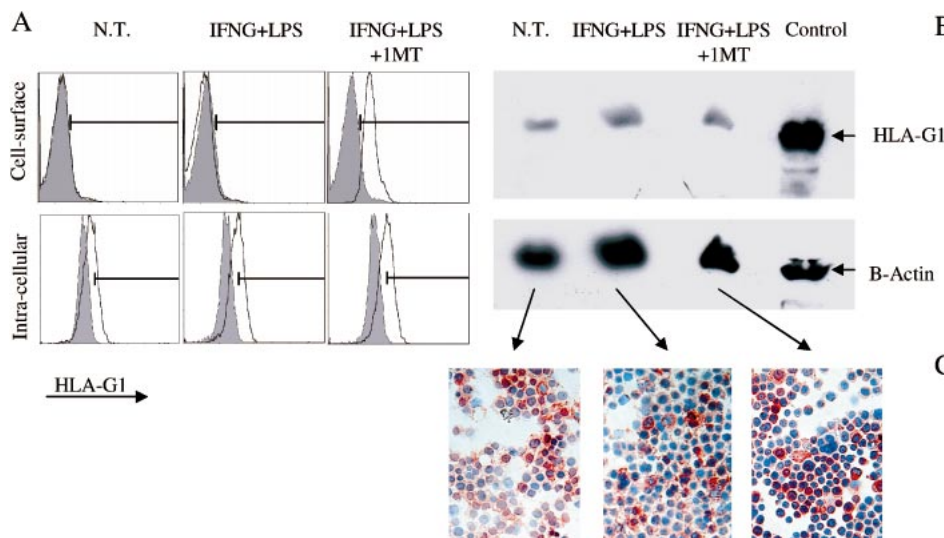 A
N.T.
IFNG+LPS
IFNG+LPS
+1MT
Cell-surface
Intra-cellular
HLA-G1
N.T.
IFNG+LPS
IFNG+LPS
+1MT
Control
HLA-G1
B-Actin